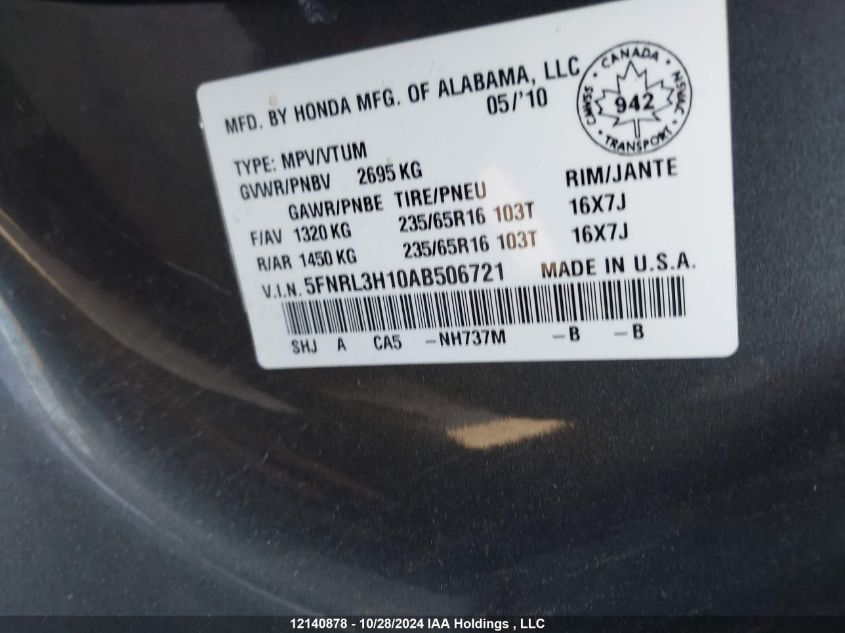 MFD. BY HONDA MFG. OF ALABAMA, LLC
05/'10
CANADA
CMVSS 942 NSVAC
TRANSPORT
TYPE: MPV/VTUM
GVWR/PNBV 2695 KG
GAWR/PNBE TIRE/PNEU RIM/JANTE
F/AV 1320 KG 235/65R16 103T 16X7J
R/AR 1450 KG 235/65R16 103T 16X7J
V.I.N. 5FNRL3H10AB506721 MADE IN U.S.A.
SHJ A CA5 -NH737M -B -B
12140878 - 10/28/2024 IAA Holdings , LLC